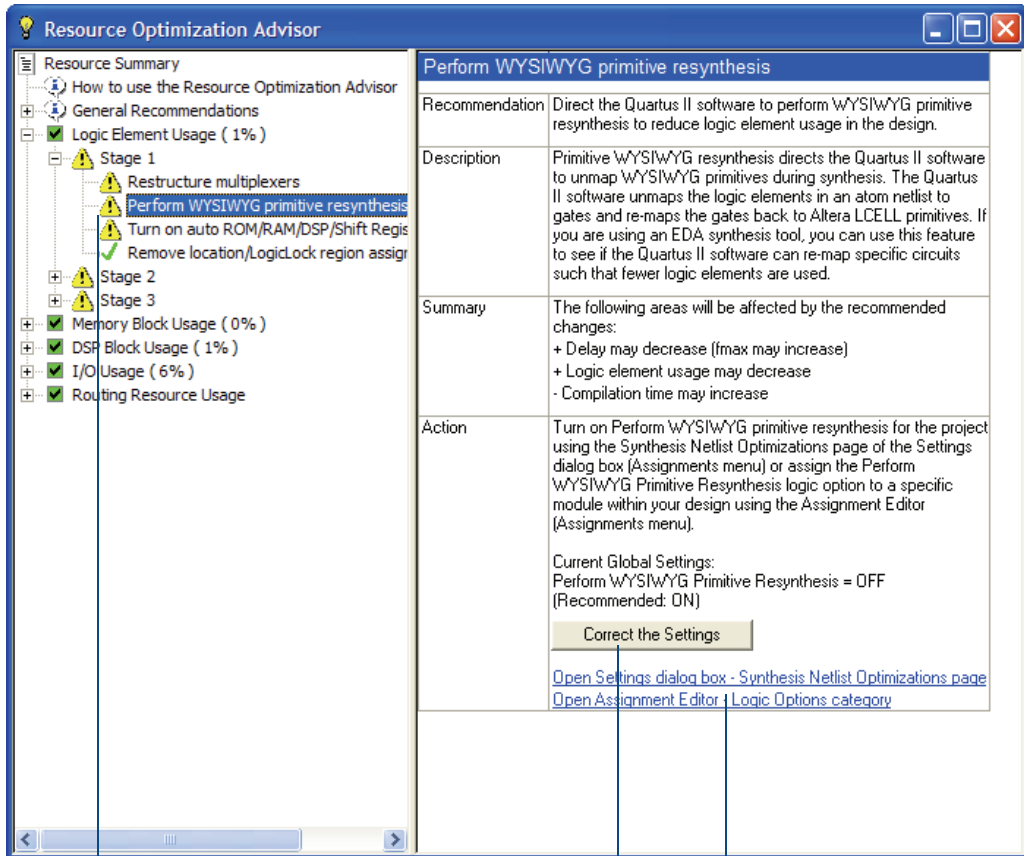 Resource Optimization Advisor
Resource Summary
How to use the Resource Optimization Advisor
General Recommendations
Logic Element Usage ( 1% )
Stage 1
Restructure multiplexers
Perform WYSIWYG primitive resynthesis
Turn on auto ROM/RAM/DSP/Shift Regis
Remove location/LogicLock region assigr
Stage 2
Stage 3
Memory Block Usage ( 0% )
DSP Block Usage ( 1% )
I/O Usage ( 6% )
Routing Resource Usage
Perform WYSIWYG primitive resynthesis
Recommendation
Direct the Quartus II software to perform WYSIWYG primitive
resynthesis to reduce logic element usage in the design.
Description
Primitive WYSIWYG resynthesis directs the Quartus II software
to unmap WYSIWYG primitives during synthesis. The Quartus
II software unmaps the logic elements in an atom netlist to
gates and re-maps the gates back to Altera LCELL primitives. If
you are using an EDA synthesis tool, you can use this feature
to see if the Quartus II software can re-map specific circuits
such that fewer logic elements are used.
Summary
The following areas will be affected by the recommended
changes:
+ Delay may decrease (fmax may increase)
+ Logic element usage may decrease
- Compilation time may increase
Action
Turn on Perform WYSIWYG primitive resynthesis for the project
using the Synthesis Netlist Optimizations page of the Settings
dialog box (Assignments menu) or assign the Perform
WYSIWYG Primitive Resynthesis logic option to a specific
module within your design using the Assignment Editor
(Assignments menu).
Current Global Settings:
Perform WYSIWYG Primitive Resynthesis = OFF
(Recommended: ON)
Correct the Settings
Open Settings dialog box - Synthesis Netlist Optimizations page
Open Assignment Editor - Logic Options category